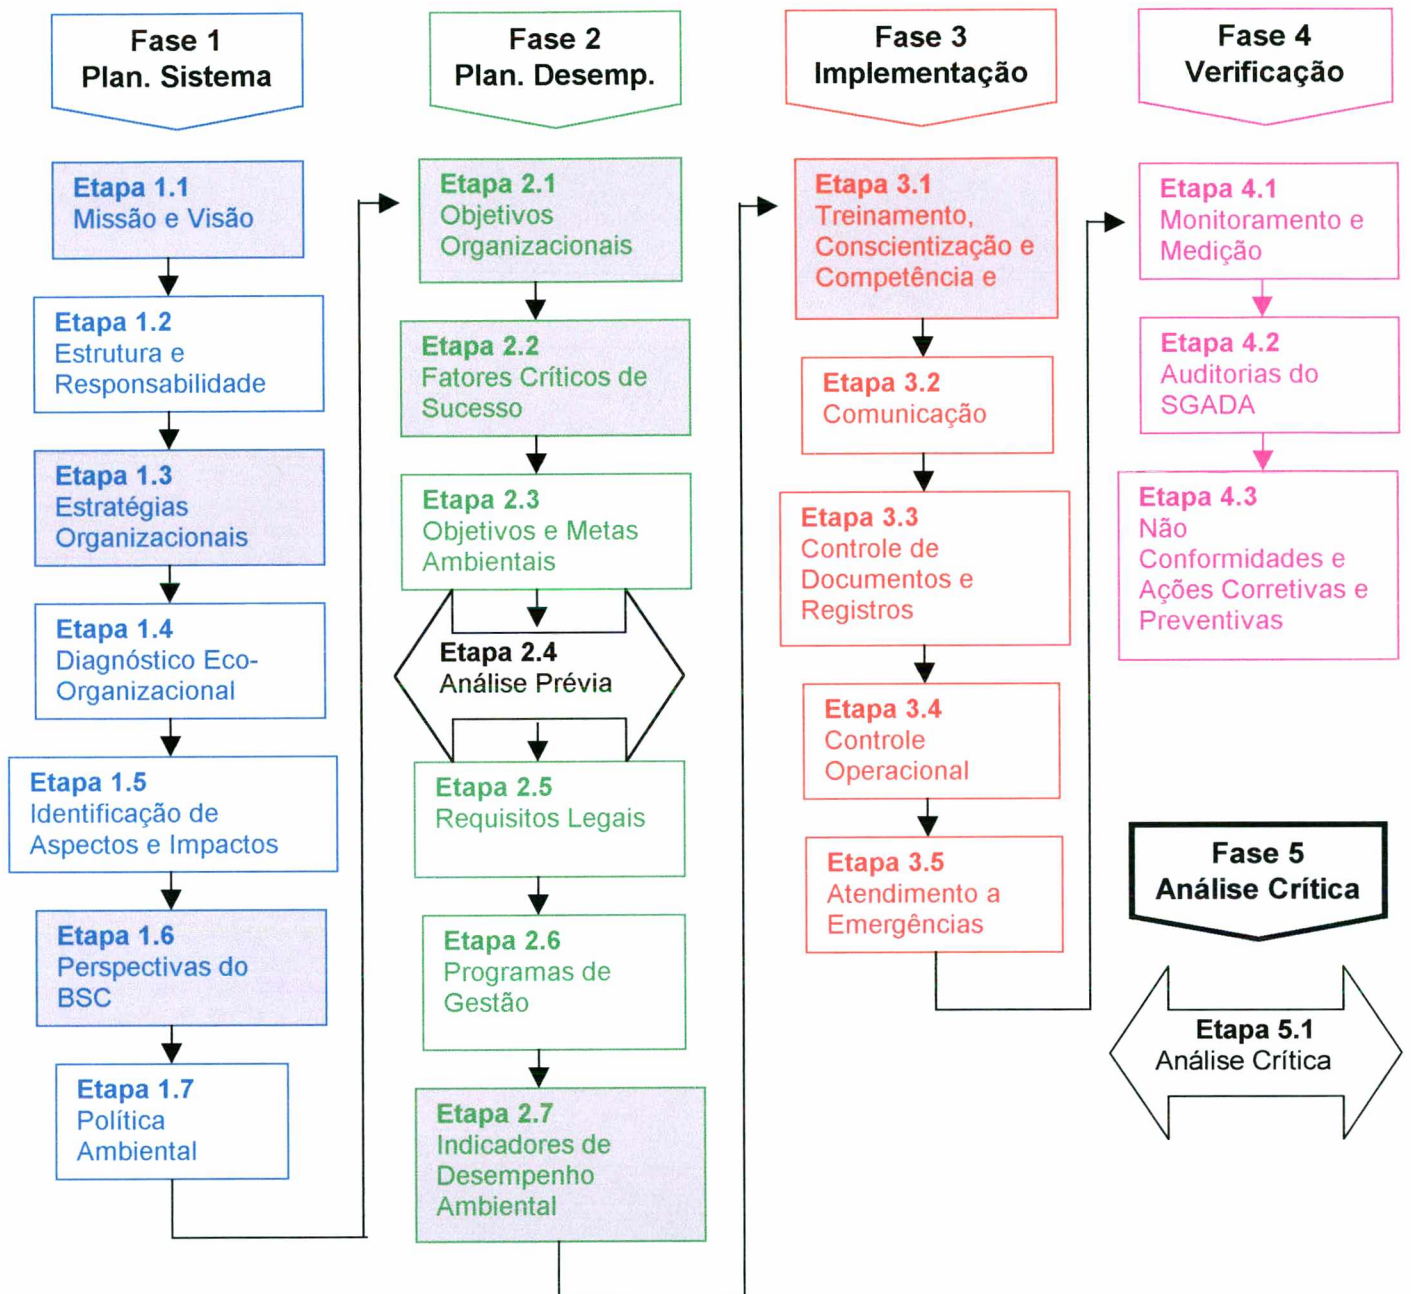 Fase 1
Plan. Sistema
Etapa 1.1
Missão e Visão
Etapa 1.2
Estrutura e
Responsabilidade
Etapa 1.3
Estratégias
Organizacionais
Etapa 1.4
Diagnóstico Eco-
Organizacional
Etapa 1.5
Identificação de
Aspectos e Impactos
Etapa 1.6
Perspectivas do
BSC
Etapa 1.7
Política
Ambiental
Fase 2
Plan. Desemp.
Etapa 2.1
Objetivos
Organizacionais
Etapa 2.2
Fatores Críticos de
Sucesso
Etapa 2.3
Objetivos e Metas
Ambientais
Etapa 2.4
Análise Prévia
Etapa 2.5
Requisitos Legais
Etapa 2.6
Programas de
Gestão
Etapa 2.7
Indicadores de
Desempenho
Ambiental
Fase 3
Implementação
Etapa 3.1
Treinamento,
Conscientização e
Competência e
Etapa 3.2
Comunicação
Etapa 3.3
Controle de
Documentos e
Registros
Etapa 3.4
Controle
Operacional
Etapa 3.5
Atendimento a
Emergências
Fase 4
Verificação
Etapa 4.1
Monitoramento e
Medição
Etapa 4.2
Auditorias do
SGADA
Etapa 4.3
Não
Conformidades e
Ações Corretivas e
Preventivas
Fase 5
Análise Crítica
Etapa 5.1
Análise Crítica